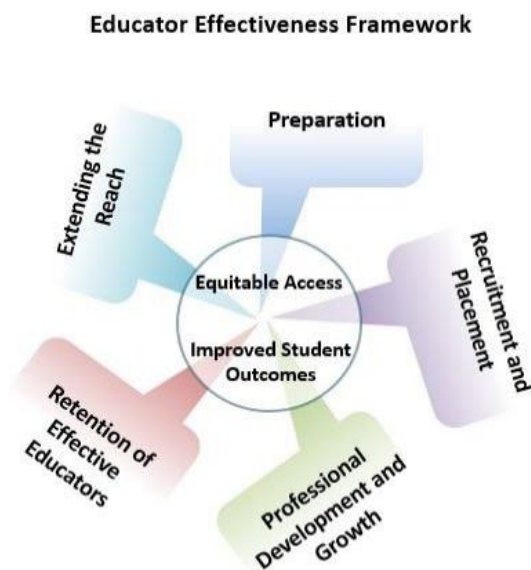 Educator Effectiveness Framework
Preparation
Extending the
Reach
Recruitment and
Placement
Equitable Access
Improved Student
Outcomes
Retention of
Effective
Educators
Professional
Development and
Growth